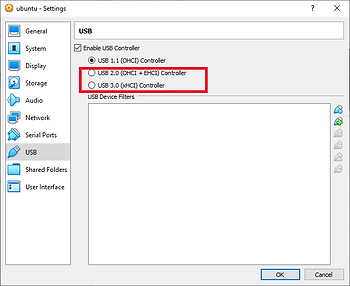 ubuntu - Settings
General
System
Display
Storage
Audio
Network
Serial Ports
USB
Shared Folders
User Interface
USB
Enable USB Controller
USB 1.1 (OHCI) Controller
USB 2.0 (OHCI + EHCI) Controller
USB 3.0 (xHCI) Controller
USB Device Filters
OK
Cancel